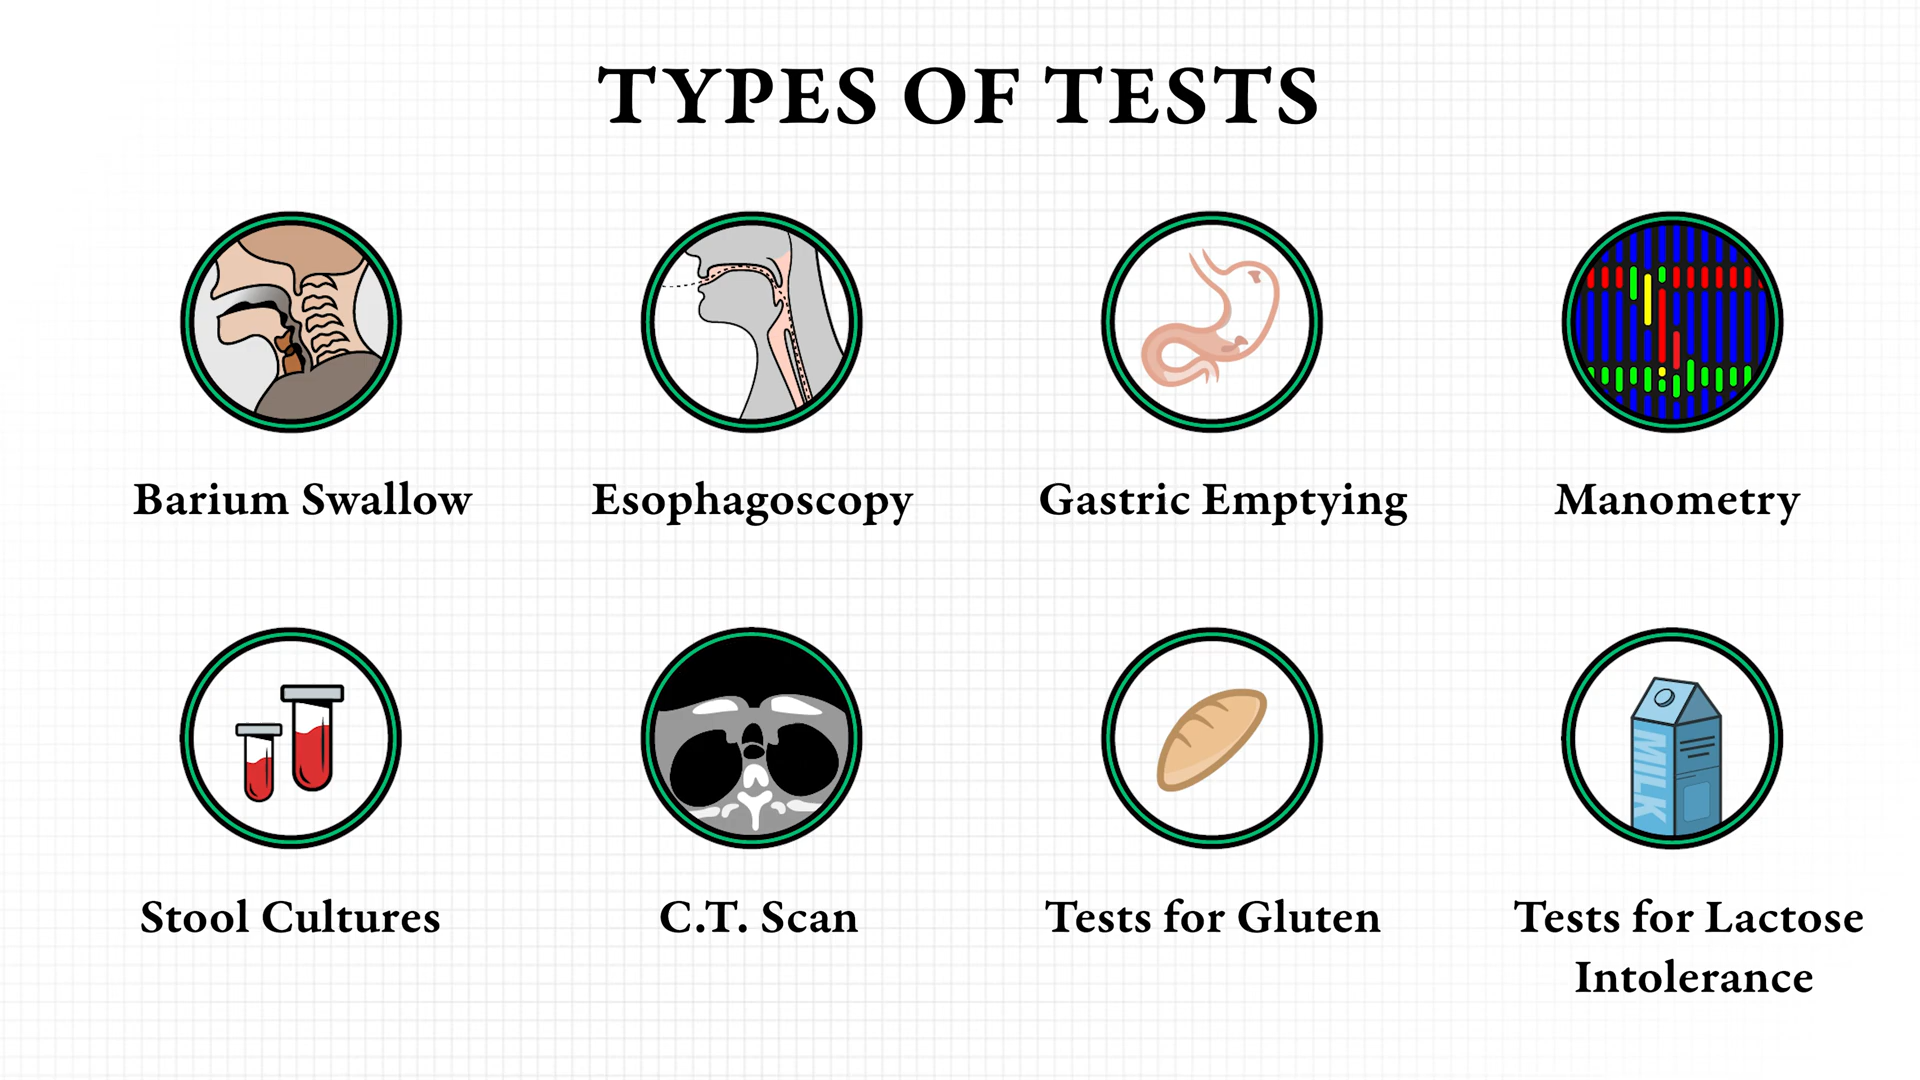 TYPES OF TESTS
Barium Swallow
Esophagoscopy
Gastric Emptying
Manometry
Stool Cultures
C.T. Scan
Tests for Gluten
MILK
Tests for Lactose
Intolerance